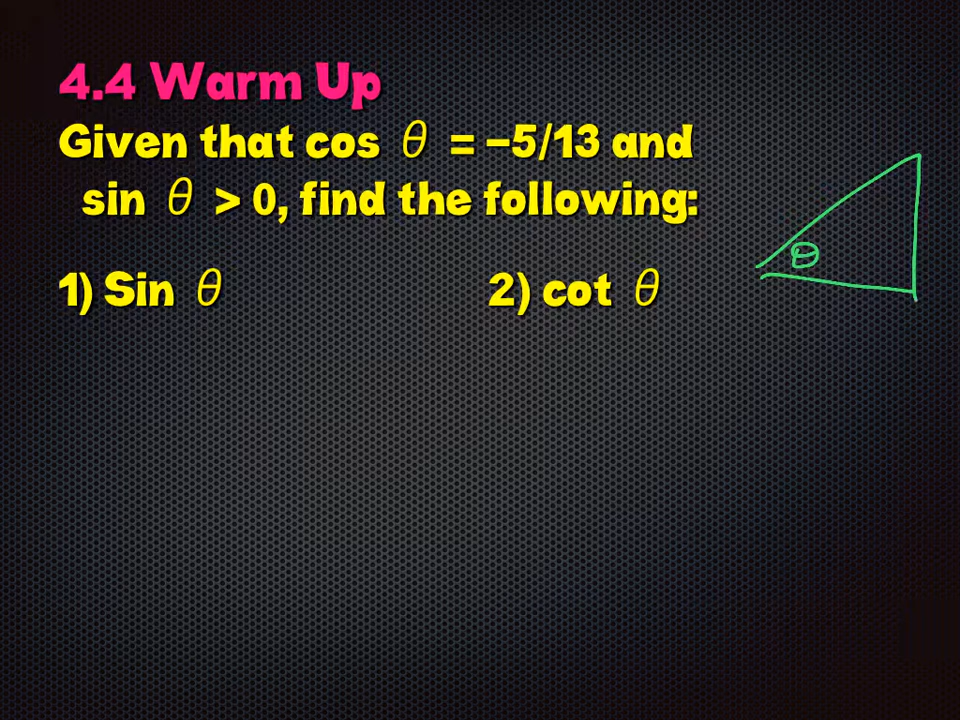 4.4 Warm Up
Given that cos θ = –5/13 and
sin θ > 0, find the following:
1) Sin θ 2) cot θ
θ